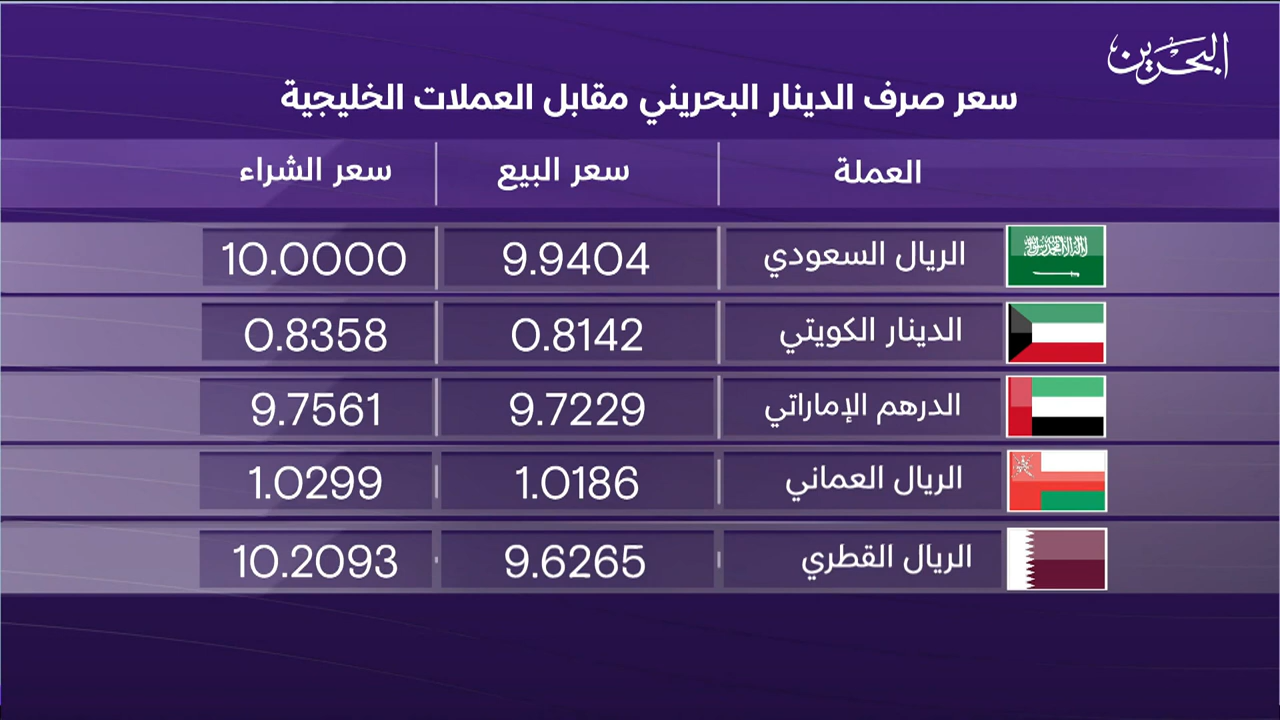 البحرين
سعر صرف الدينار البحريني مقابل العملات الخليجية
العملة سعر البيع سعر الشراء
الريال السعودي 9.9404 10.0000
الدينار الكويتي 0.8142 0.8358
الدرهم الإماراتي 9.7229 9.7561
الريال العماني 1.0186 1.0299
الريال القطري 9.6265 10.2093